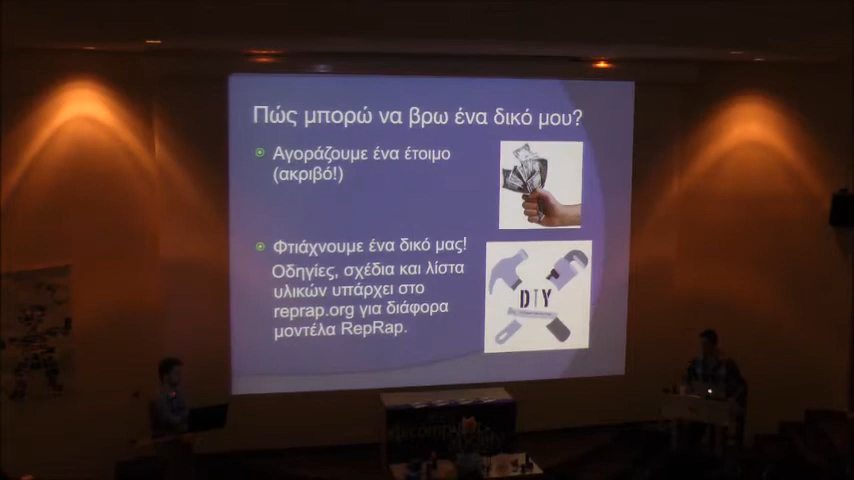 Πώς μπορώ να βρω ένα δικό μου?
Αγοράζουμε ένα έτοιμο
(ακριβό!)
Φτιάχνουμε ένα δικό μας!
Οδηγίες, σχέδια και λίστα
υλικών υπάρχει στο
reprap.org για διάφορα
μοντέλα RepRap.
DIY